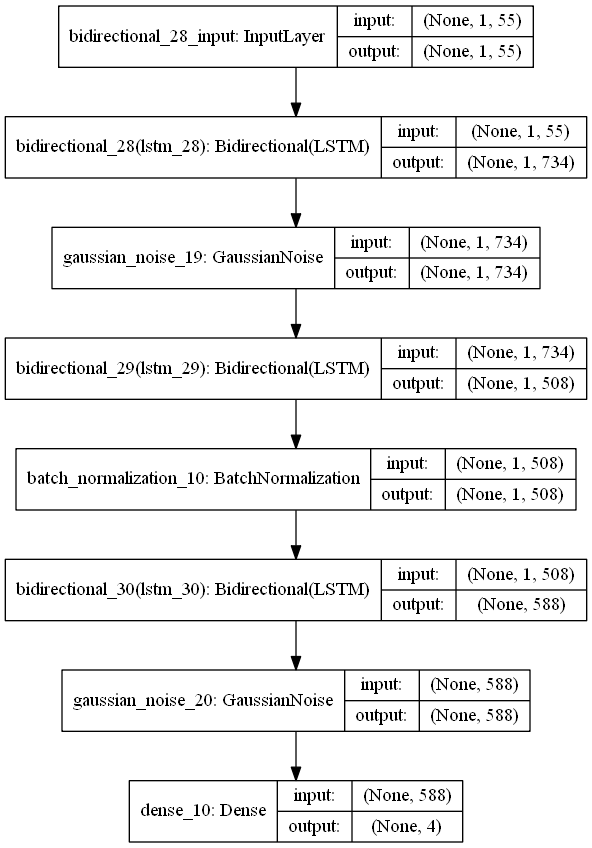 bidirectional_28_input: InputLayer
input: (None, 1, 55)
output: (None, 1, 55)
bidirectional_28(lstm_28): Bidirectional(LSTM)
input: (None, 1, 55)
output: (None, 1, 734)
gaussian_noise_19: GaussianNoise
input: (None, 1, 734)
output: (None, 1, 734)
bidirectional_29(lstm_29): Bidirectional(LSTM)
input: (None, 1, 734)
output: (None, 1, 508)
batch_normalization_10: BatchNormalization
input: (None, 1, 508)
output: (None, 1, 508)
bidirectional_30(lstm_30): Bidirectional(LSTM)
input: (None, 1, 508)
output: (None, 588)
gaussian_noise_20: GaussianNoise
input: (None, 588)
output: (None, 588)
dense_10: Dense
input: (None, 588)
output: (None, 4)